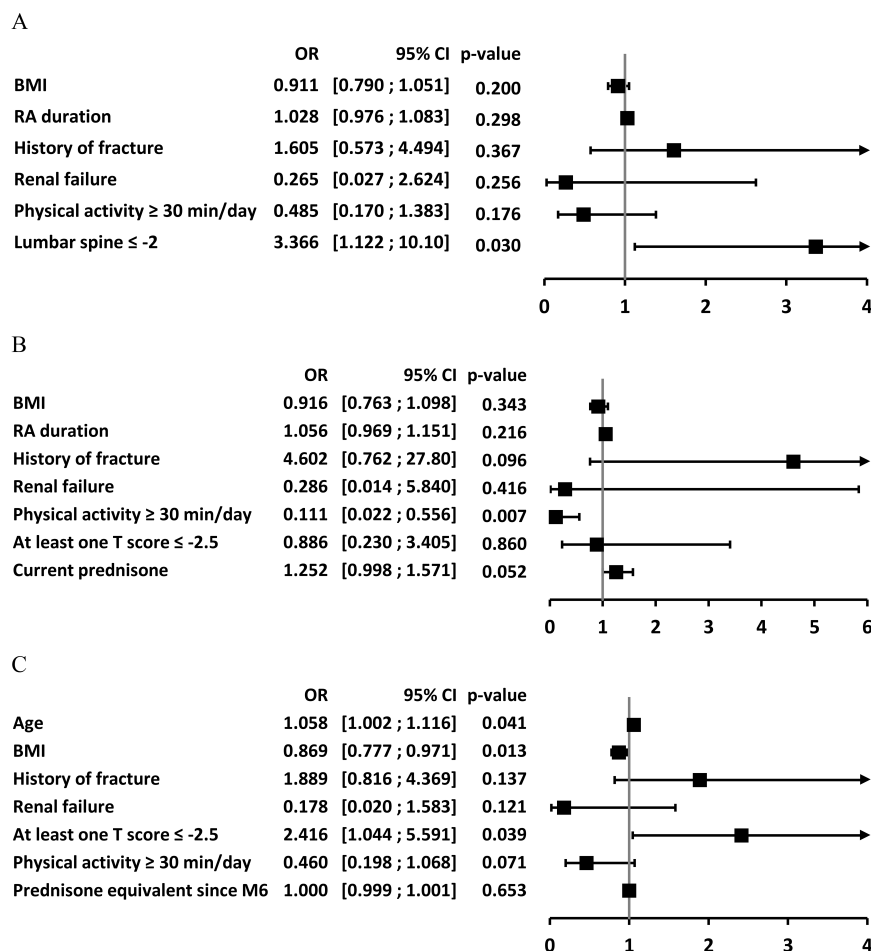 A
OR 95% CI p-value
BMI 0.911 [0.790 ; 1.051] 0.200
RA duration 1.028 [0.976 ; 1.083] 0.298
History of fracture 1.605 [0.573 ; 4.494] 0.367
Renal failure 0.265 [0.027 ; 2.624] 0.256
Physical activity ≥ 30 min/day 0.485 [0.170 ; 1.383] 0.176
Lumbar spine ≤ -2 3.366 [1.122 ; 10.10] 0.030
0 1 2 3 4
B
OR 95% CI p-value
BMI 0.916 [0.763 ; 1.098] 0.343
RA duration 1.056 [0.969 ; 1.151] 0.216
History of fracture 4.602 [0.762 ; 27.80] 0.096
Renal failure 0.286 [0.014 ; 5.840] 0.416
Physical activity ≥ 30 min/day 0.111 [0.022 ; 0.556] 0.007
At least one T score ≤ -2.5 0.886 [0.230 ; 3.405] 0.860
Current prednisone 1.252 [0.998 ; 1.571] 0.052
0 1 2 3 4 5 6
C
OR 95% CI p-value
Age 1.058 [1.002 ; 1.116] 0.041
BMI 0.869 [0.777 ; 0.971] 0.013
History of fracture 1.889 [0.816 ; 4.369] 0.137
Renal failure 0.178 [0.020 ; 1.583] 0.121
At least one T score ≤ -2.5 2.416 [1.044 ; 5.591] 0.039
Physical activity ≥ 30 min/day 0.460 [0.198 ; 1.068] 0.071
Prednisone equivalent since M6 1.000 [0.999 ; 1.001] 0.653
0 1 2 3 4